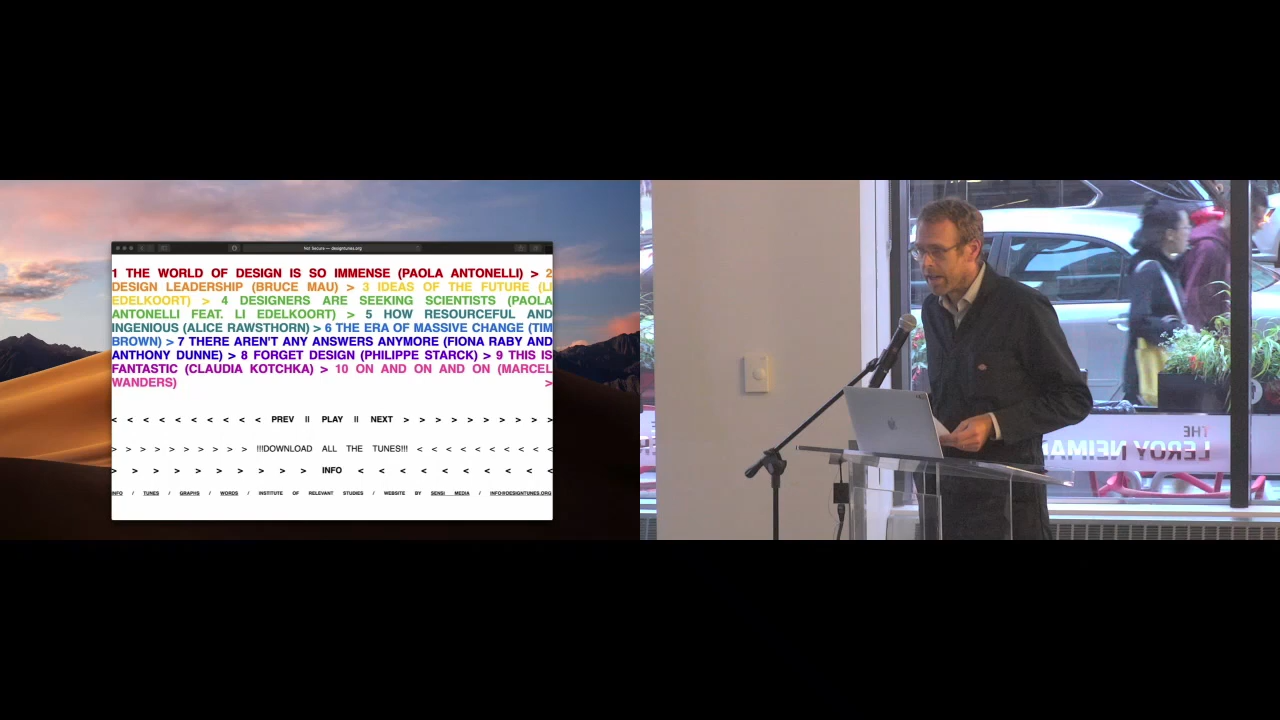 Not Secure — designtunes.org
1 THE WORLD OF DESIGN IS SO IMMENSE (PAOLA ANTONELLI) > 2
DESIGN LEADERSHIP (BRUCE MAU) > 3 IDEAS OF THE FUTURE (LI
EDELKOORT) > 4 DESIGNERS ARE SEEKING SCIENTISTS (PAOLA
ANTONELLI FEAT. LI EDELKOORT) > 5 HOW RESOURCEFUL AND
INGENIOUS (ALICE RAWSTHORN) > 6 THE ERA OF MASSIVE CHANGE (TIM
BROWN) > 7 THERE AREN'T ANY ANSWERS ANYMORE (FIONA RABY AND
ANTHONY DUNNE) > 8 FORGET DESIGN (PHILIPPE STARCK) > 9 THIS IS
FANTASTIC (CLAUDIA KOTCHKA) > 10 ON AND ON AND ON (MARCEL
WANDERS) >
< < < < < < < < < < < PREV || PLAY || NEXT > > > > > > > > > > >
> > > > > > > > > > !!!DOWNLOAD ALL THE TUNES!!! < < < < < < < < < <
> > > > > > > > > > INFO < < < < < < < < < <
INFO / TUNES / GRAPHS / WORDS / INSTITUTE OF RELEVANT STUDIES / WEBSITE BY SENSI MEDIA / INFO@DESIGNTUNES.ORG
THE
LEROY NEIMAN